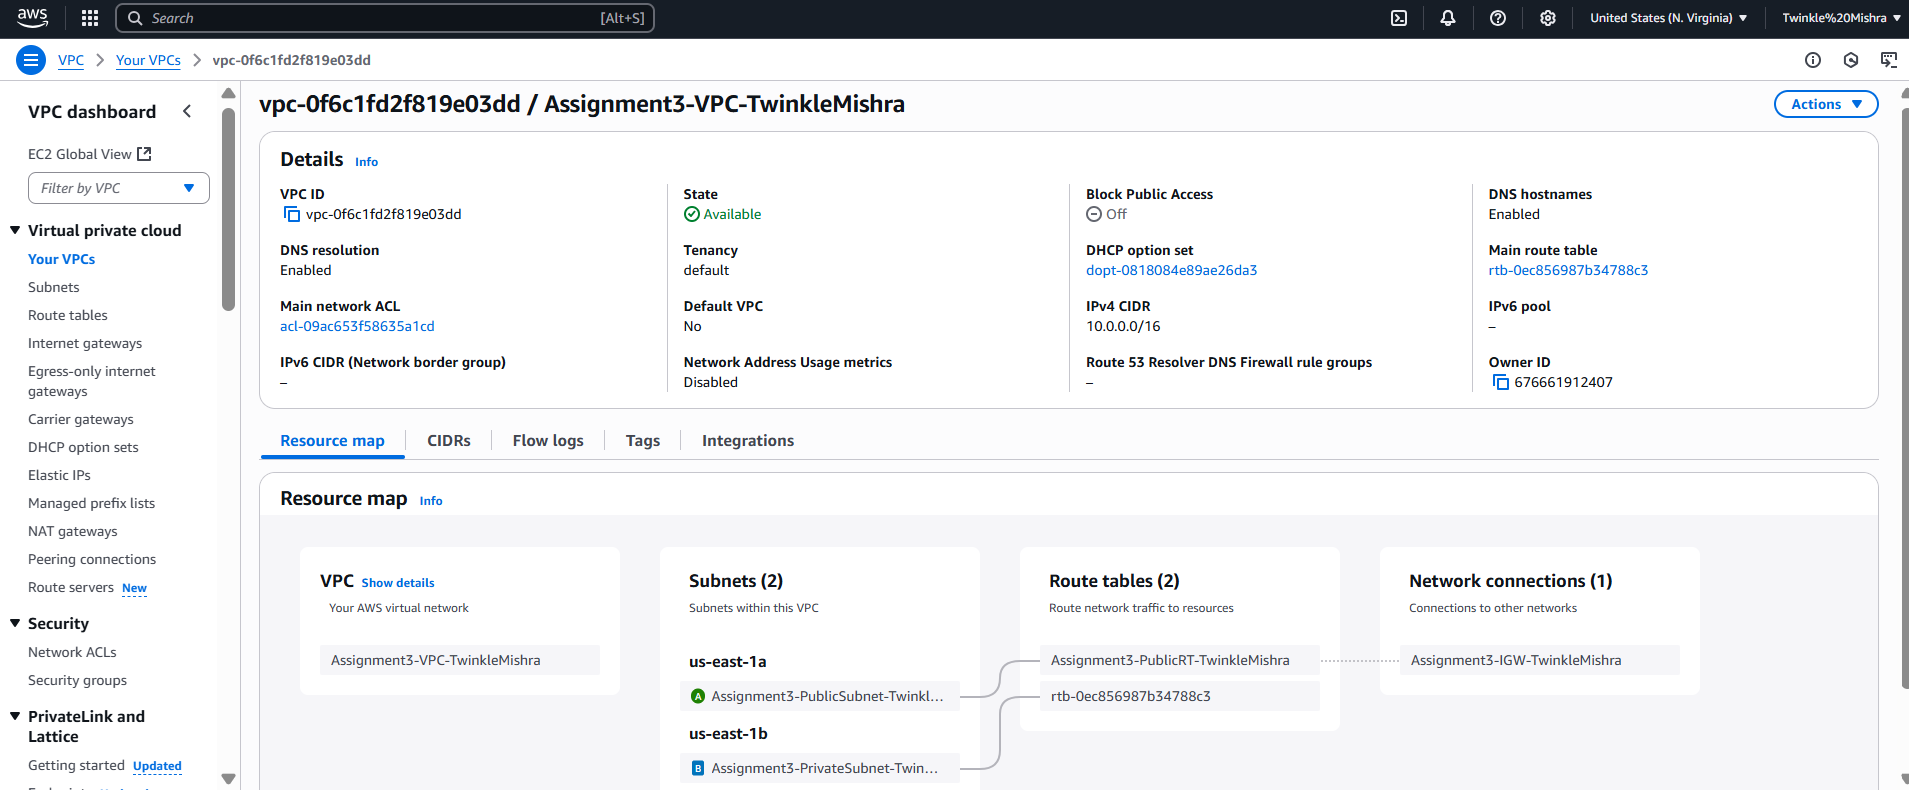 aws
Search [Alt+S]
United States (N. Virginia)
Twinkle%20Mishra
VPC
Your VPCs
vpc-0f6c1fd2f819e03dd
VPC dashboard
EC2 Global View
Filter by VPC
Virtual private cloud
Your VPCs
Subnets
Route tables
Internet gateways
Egress-only internet
gateways
Carrier gateways
DHCP option sets
Elastic IPs
Managed prefix lists
NAT gateways
Peering connections
Route servers New
Security
Network ACLs
Security groups
PrivateLink and
Lattice
Getting started Updated
vpc-0f6c1fd2f819e03dd / Assignment3-VPC-TwinkleMishra
Actions
Details Info
VPC ID
vpc-0f6c1fd2f819e03dd
State
Available
Block Public Access
Off
DNS hostnames
Enabled
DNS resolution
Enabled
Tenancy
default
DHCP option set
dopt-0818084e89ae26da3
Main route table
rtb-0ec856987b34788c3
Main network ACL
acl-09ac653f58635a1cd
Default VPC
No
IPv4 CIDR
10.0.0.0/16
IPv6 pool
–
IPv6 CIDR (Network border group)
–
Network Address Usage metrics
Disabled
Route 53 Resolver DNS Firewall rule groups
–
Owner ID
676661912407
Resource map
CIDRs
Flow logs
Tags
Integrations
Resource map Info
VPC Show details
Your AWS virtual network
Assignment3-VPC-TwinkleMishra
Subnets (2)
Subnets within this VPC
us-east-1a
A Assignment3-PublicSubnet-Twinkl...
us-east-1b
B Assignment3-PrivateSubnet-Twin...
Route tables (2)
Route network traffic to resources
Assignment3-PublicRT-TwinkleMishra
rtb-0ec856987b34788c3
Network connections (1)
Connections to other networks
Assignment3-IGW-TwinkleMishra